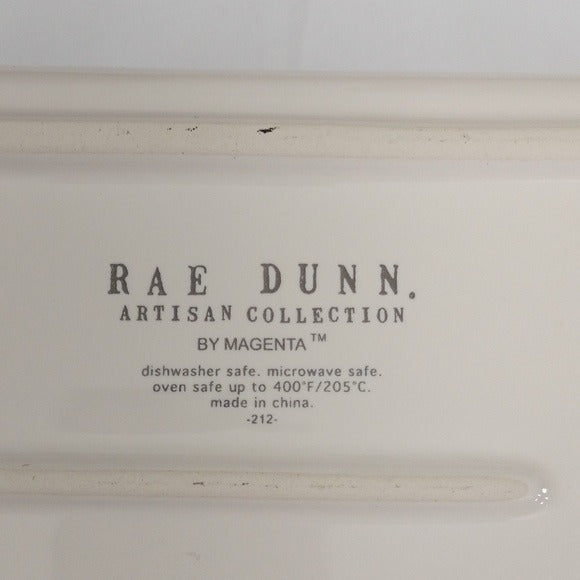 RAE DUNN.
ARTISAN COLLECTION
BY MAGENTA™
dishwasher safe. microwave safe.
oven safe up to 400°F/205°C.
made in china.
-212-